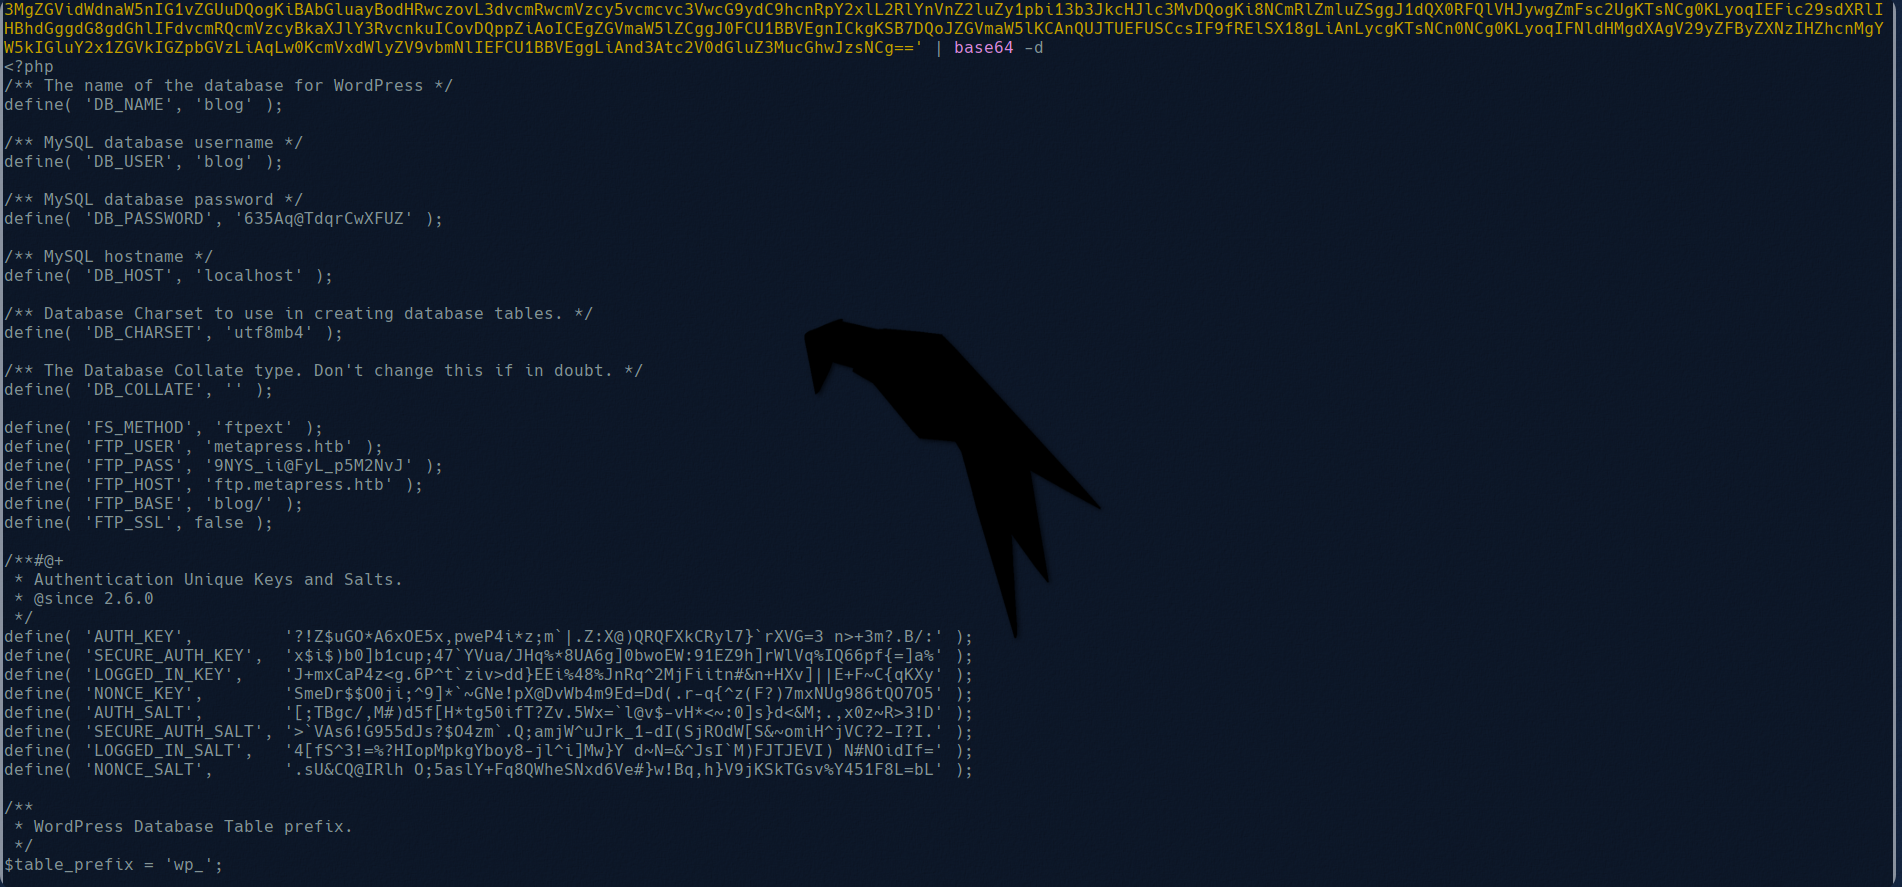 3MgZGVidWdnaW5nIG1vZGUuDQogKiBAbGluayBodHRwczovL3dvcmRwcmVzcy5vcmcvc3VwcG9ydC9hcnRpY2xlL2RlYnVnZ2luZy1pbi13b3JkcHJlc3MvDQogKi8NCmRlZmluZSggJ1dQX0RFQlVHJywgZmFsc2UgKTsNCg0KLyoqIEFic29sdXRlI
HBhdGggdG8gdGhlIFdvcmRQcmVzcyBkaXJlY3RvcnkuICovDQppZiAoICEgZGVmaW5lZCggJ0FCU1BBVEgnICkgKSB7DQoJZGVmaW5lKCAnQUJTUEFUSCcsIF9fRElSX18gLiAnLycgKTsNCn0NCg0KLyoqIFNldHMgdXAgV29yZFByZXNzIHZhcnMgY
W5kIGluY2x1ZGVkIGZpbGVzLiAqLw0KcmVxdWlyZV9vbmNlIEFCU1BBVEggLiAnd3Atc2V0dGluZ3MucGhwJzsNCg==' | base64 -d
<?php
/** The name of the database for WordPress */
define( 'DB_NAME', 'blog' );
/** MySQL database username */
define( 'DB_USER', 'blog' );
/** MySQL database password */
define( 'DB_PASSWORD', '635Aq@TdqrCwXFUZ' );
/** MySQL hostname */
define( 'DB_HOST', 'localhost' );
/** Database Charset to use in creating database tables. */
define( 'DB_CHARSET', 'utf8mb4' );
/** The Database Collate type. Don't change this if in doubt. */
define( 'DB_COLLATE', '' );
define( 'FS_METHOD', 'ftpext' );
define( 'FTP_USER', 'metapress.htb' );
define( 'FTP_PASS', '9NYS_ii@FyL_p5M2NvJ' );
define( 'FTP_HOST', 'ftp.metapress.htb' );
define( 'FTP_BASE', 'blog/' );
define( 'FTP_SSL', false );
/**#@+
 * Authentication Unique Keys and Salts.
 * @since 2.6.0
 */
define( 'AUTH_KEY',         '?!Z$uGO*A6xOE5x,pweP4i*z;m`|.Z:X@)QRQFXkCRyl7}`rXVG=3 n>+3m?.B/:' );
define( 'SECURE_AUTH_KEY',  'x$i$)b0]b1cup;47`YVua/JHq%*8UA6g]0bwoEW:91EZ9h]rWlVq%IQ66pf{=]a%' );
define( 'LOGGED_IN_KEY',    'J+mxCaP4z<g.6P^t`ziv>dd}EEi%48%JnRq^2MjFiitn#&n+HXv]||E+F~C{qKXy' );
define( 'NONCE_KEY',        'SmeDr$$O0ji;^9]*`~GNe!pX@DvWb4m9Ed=Dd(.r-q{^z(F?)7mxNUg986tQO7O5' );
define( 'AUTH_SALT',        '[;TBgc/,M#)d5f[H*tg50ifT?Zv.5Wx=`l@v$-vH*<~:0]s}d<&M;.,x0z~R>3!D' );
define( 'SECURE_AUTH_SALT', '>`VAs6!G955dJs?$O4zm`.Q;amjW^uJrk_1-dI(SjROdW[S&~omiH^jVC?2-I?I.' );
define( 'LOGGED_IN_SALT',   '4[fS^3!=%?HIopMpkgYboy8-jl^i]Mw}Y d~N=&^JsI`M)FJTJEVI) N#NOidIf=' );
define( 'NONCE_SALT',       '.sU&CQ@IRlh O;5aslY+Fq8QWheSNxd6Ve#}w!Bq,h}V9jKSkTGsv%Y451F8L=bL' );
/**
 * WordPress Database Table prefix.
 */
$table_prefix = 'wp_';